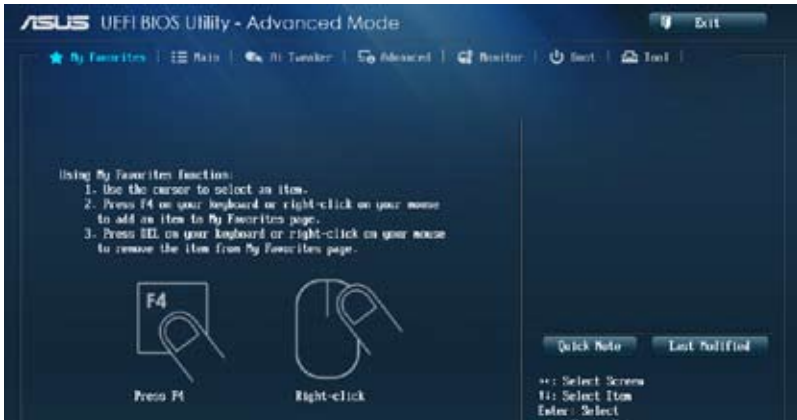 ASUS UEFI BIOS Utility - Advanced Mode
Exit
My Favorites | Main | Ai Tweaker | Advanced | Monitor | Boot | Tool |
Using My Favorites function:
1. Use the cursor to select an item.
2. Press F4 on your keyboard or right-click on your mouse
to add an item to My Favorites page.
3. Press DEL on your keyboard or right-click on your mouse
to remove the item from My Favorites page.
F4
Press F4
Right-click
Quick Note
Last Modified
→←: Select Screen
↑↓: Select Item
Enter: Select